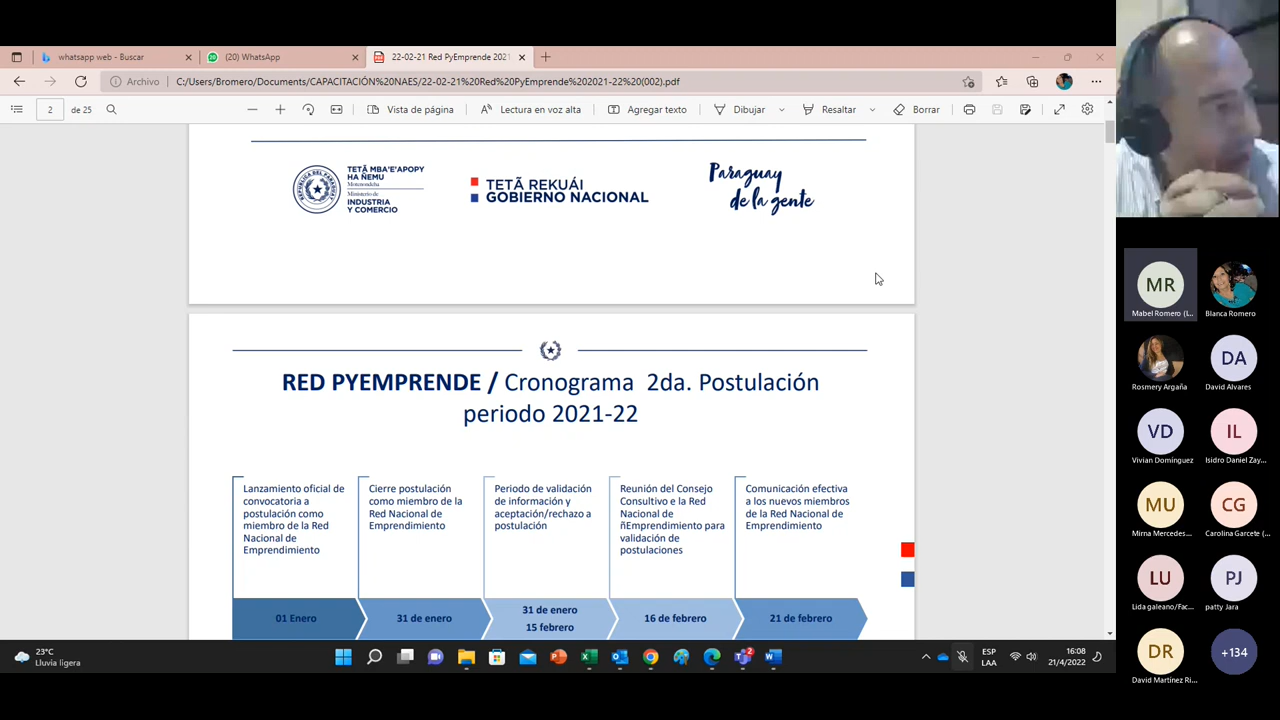 whatsapp web - Buscar
(20) WhatsApp
22-02-21 Red PyEmprende 2021
Archivo
C:/Users/Bromero/Documents/CAPACITACIÓN%20NAES/22-02-21%20Red%20PyEmprende%202021-22%20(002).pdf
2 de 25
Vista de página
Lectura en voz alta
Agregar texto
Dibujar
Resaltar
Borrar
REPUBLICA DEL PARAGUAY
TETÃ MBA'E'APOPY
HA ÑEMU
Motenondeha
Ministerio de
INDUSTRIA
Y COMERCIO
TETÃ REKUÁI
GOBIERNO NACIONAL
Paraguay
de la gente
RED PYEMPRENDE / Cronograma 2da. Postulación
periodo 2021-22
Lanzamiento oficial de
convocatoria a
postulación como
miembro de la Red
Nacional de
Emprendimiento
Cierre postulación
como miembro de la
Red Nacional de
Emprendimiento
Periodo de validación
de información y
aceptación/rechazo a
postulación
Reunión del Consejo
Consultivo e la Red
Nacional de
ñEmprendimiento para
validación de
postulaciones
Comunicación efectiva
a los nuevos miembros
de la Red Nacional de
Emprendimiento
01 Enero
31 de enero
31 de enero
15 febrero
16 de febrero
21 de febrero
MR
Mabel Romero (I...
Blanca Romero
Rosmery Argaña
DA
David Alvares
VD
Vivian Domínguez
IL
Isidro Daniel Zay...
MU
Mirna Mercedes...
CG
Carolina Garcete (...
LU
Lida galeano/Fac...
PJ
patty Jara
DR
David Martínez Ri...
+134
23°C
Lluvia ligera
2
ESP
LAA
16:08
21/4/2022